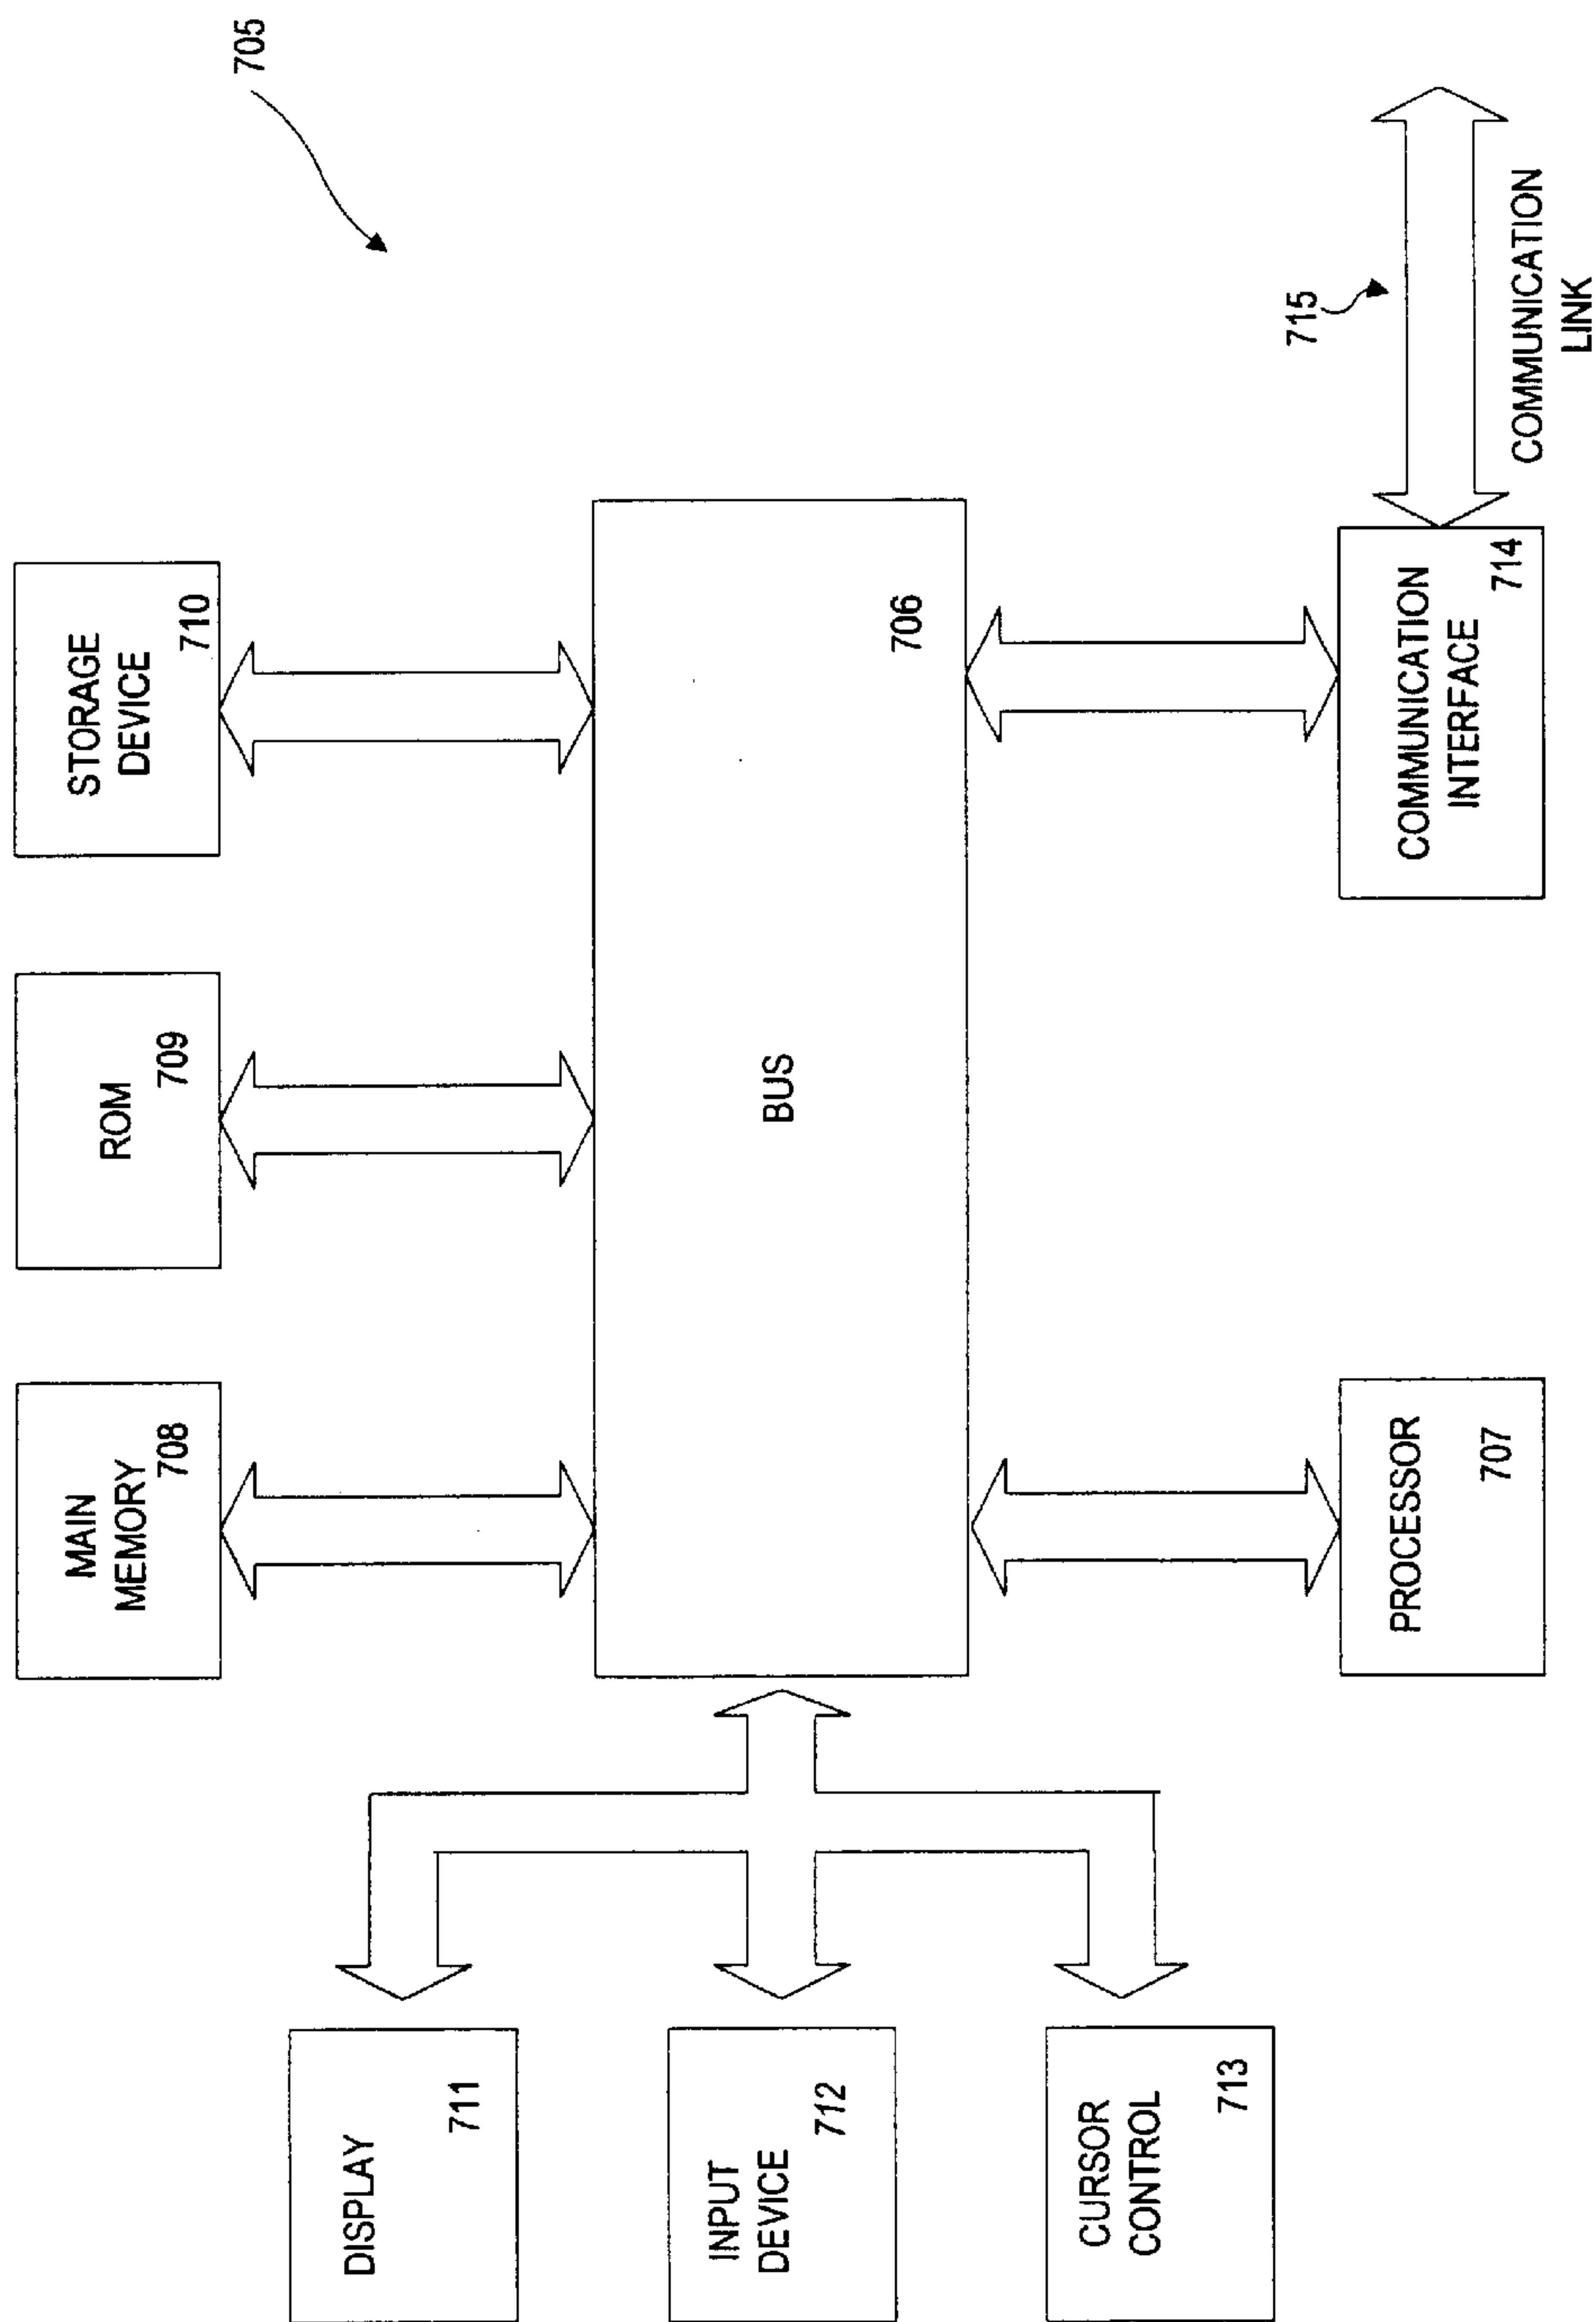 705
MAIN
MEMORY
708
ROM
709
STORAGE
DEVICE
710
DISPLAY
711
INPUT
DEVICE
712
CURSOR
CONTROL
713
BUS
706
PROCESSOR
707
COMMUNICATION
INTERFACE
714
715
COMMUNICATION
LINK